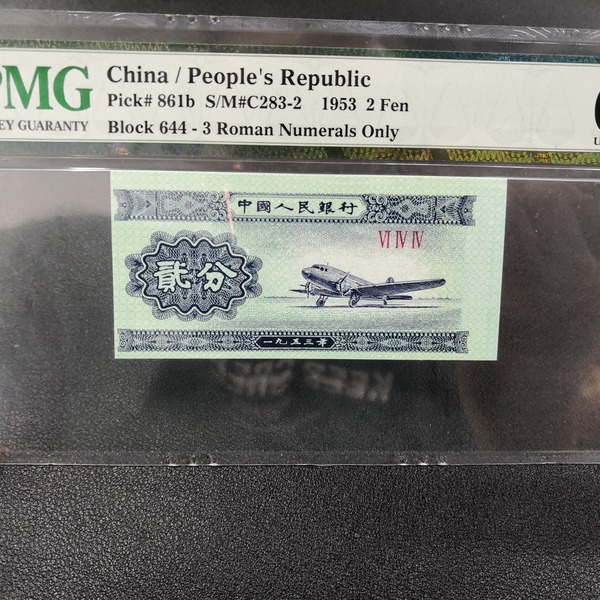 PMG
EY GUARANTY
China / People's Republic
Pick# 861b S/M#C283-2 1953 2 Fen
Block 644 - 3 Roman Numerals Only
中國人民銀行
VI IV IV
貳分
一九五三年